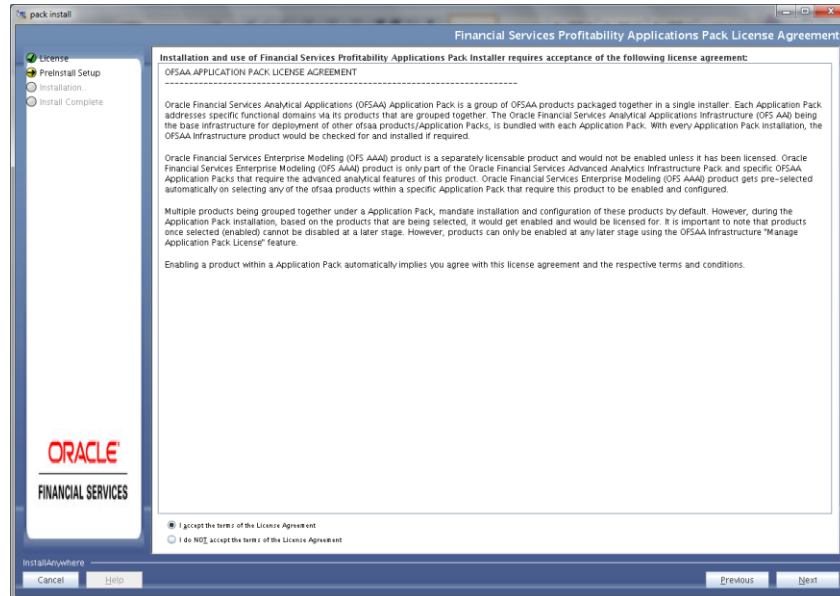 pack install
Financial Services Profitability Applications Pack License Agreement
License
PreInstall Setup
Installation..
Install Complete
Installation and use of Financial Services Profitability Applications Pack Installer requires acceptance of the following license agreement:
OFSAA APPLICATION PACK LICENSE AGREEMENT
------------------------------------------------------------------------
Oracle Financial Services Analytical Applications (OFSAA) Application Pack is a group of OFSAA products packaged together in a single installer. Each Application Pack
addresses specific functional domains via its products that are grouped together. The Oracle Financial Services Analytical Applications Infrastructure (OFS AAI) being
the base infrastructure for deployment of other ofsaa products/Application Packs, is bundled with each Application Pack. With every Application Pack installation, the
OFSAA Infrastructure product would be checked for and installed if required.
Oracle Financial Services Enterprise Modeling (OFS AAAI) product is a separately licensable product and would not be enabled unless it has been licensed. Oracle
Financial Services Enterprise Modeling (OFS AAAI) product is only part of the Oracle Financial Services Advanced Analytics Infrastructure Pack and specific OFSAA
Application Packs that require the advanced analytical features of this product. Oracle Financial Services Enterprise Modeling (OFS AAAI) product gets pre-selected
automatically on selecting any of the ofsaa products within a specific Application Pack that require this product to be enabled and configured.
Multiple products being grouped together under a Application Pack, mandate installation and configuration of these products by default. However, during the
Application Pack installation, based on the products that are being selected, it would get enabled and would be licensed for. It is important to note that products
once selected (enabled) cannot be disabled at a later stage. However, products can only be enabled at any later stage using the OFSAA Infrastructure "Manage
Application Pack License" feature.
Enabling a product within a Application Pack automatically implies you agree with this license agreement and the respective terms and conditions.
ORACLE
FINANCIAL SERVICES
I accept the terms of the License Agreement
I do NOT accept the terms of the License Agreement
InstallAnywhere
Cancel
Help
Previous
Next